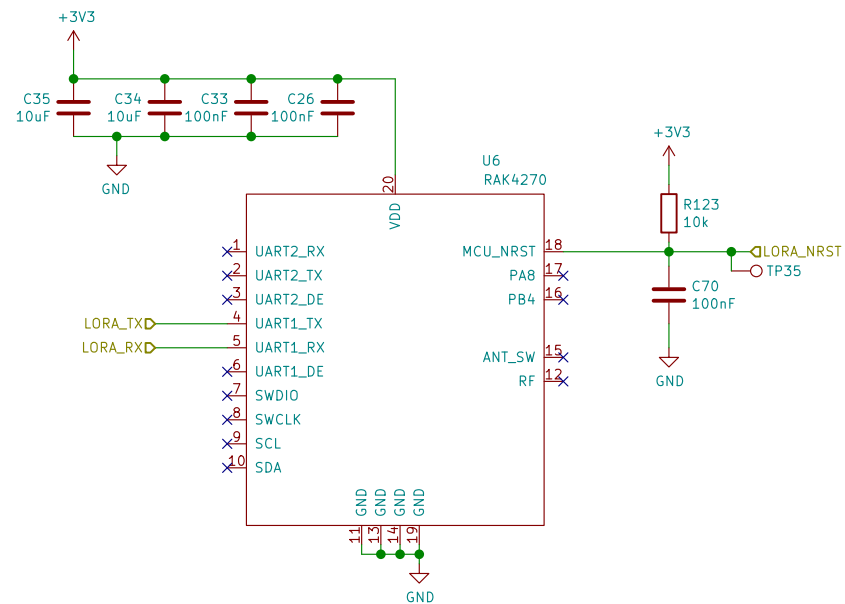 +3V3
C35
10uF
C34
10uF
C33
100nF
C26
100nF
GND
U6
RAK4270
20
VDD
1 UART2_RX
2 UART2_TX
3 UART2_DE
LORA_TX 4 UART1_TX
LORA_RX 5 UART1_RX
6 UART1_DE
7 SWDIO
8 SWCLK
9 SCL
10 SDA
MCU_NRST 18
PA8 17
PB4 16
ANT_SW 15
RF 12
GND GND GND GND
11 13 14 19
GND
+3V3
R123
10k
LORA_NRST
TP35
C70
100nF
GND